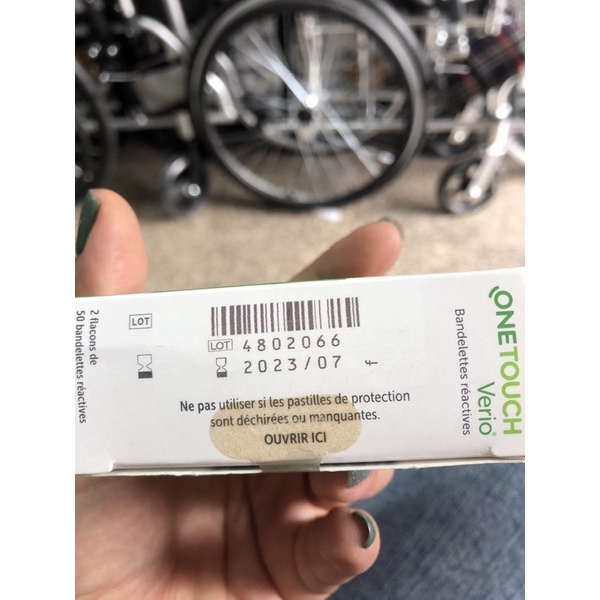 2 flacons de
50 bandelettes réactives
LOT
LOT 4802066
2023/07
f
Ne pas utiliser si les pastilles de protection
sont déchirées ou manquantes.
OUVRIR ICI
ONETOUCH
Verio®
Bandelettes réactives